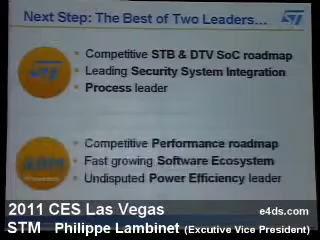 Next Step: The Best of Two Leaders...
Competitive STB & DTV SoC roadmap
Leading Security System Integration
Process leader
ARM
Competitive Performance roadmap
Fast growing Software Ecosystem
Undisputed Power Efficiency leader
2011 CES Las Vegas
e4ds.com
STM Philippe Lambinet (Excutive Vice President)